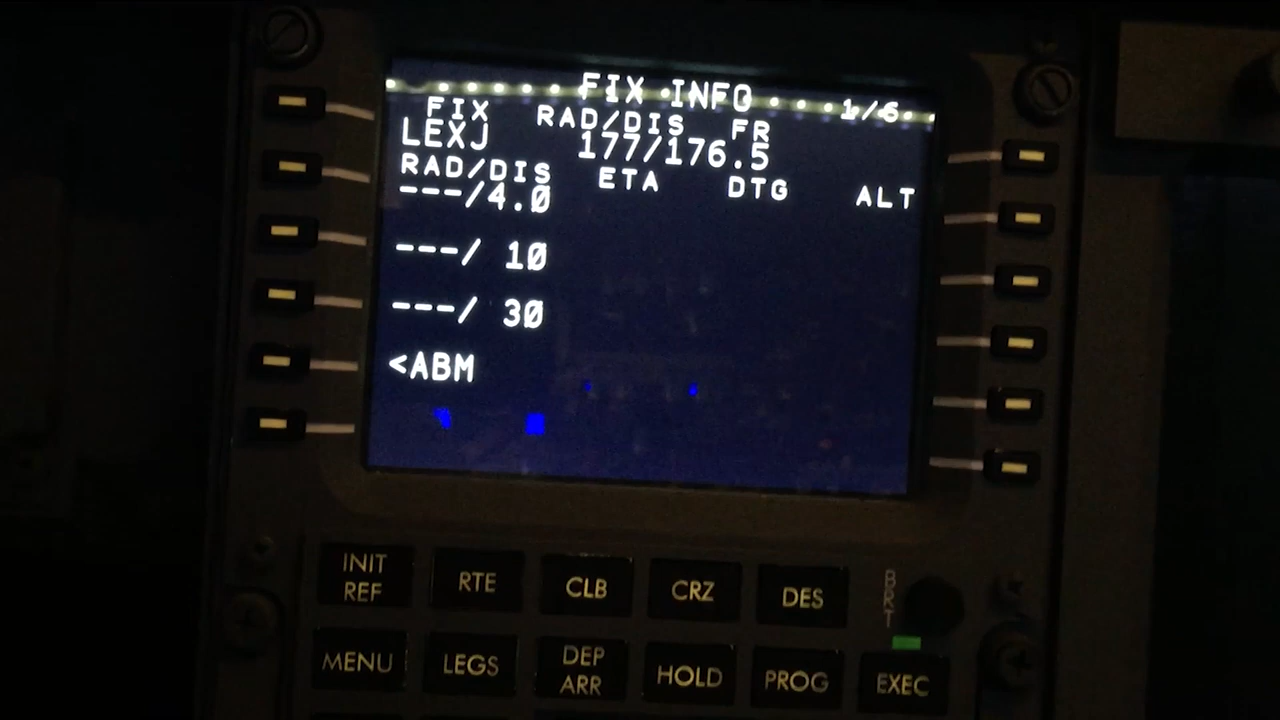 FIX INFO 1/6
FIX RAD/DIS FR
LEXJ 177/176.5
RAD/DIS ETA DTG ALT
---/4.0
---/ 10
---/ 30
<ABM
INIT REF
RTE
CLB
CRZ
DES
BRT
MENU
LEGS
DEP ARR
HOLD
PROG
EXEC